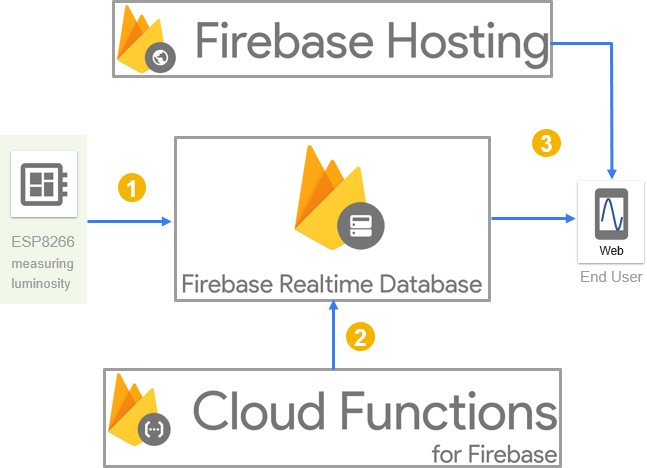 Firebase Hosting
3
1
ESP8266
measuring
luminosity
Firebase Realtime Database
Web
End User
2
Cloud Functions
for Firebase